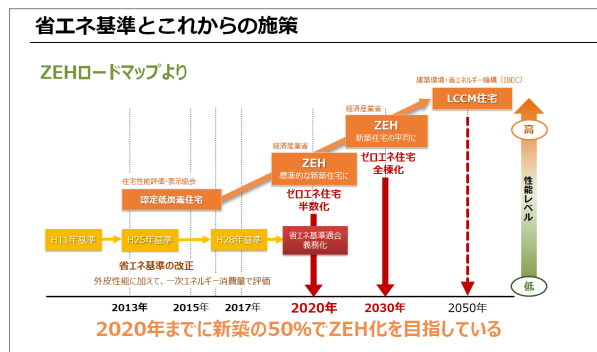 省エネ基準とこれからの施策
ZEHロードマップより
建築環境・省エネルギー機構（IBEC）
LCCM住宅
経済産業省
ZEH
新築住宅の平均に
ゼロエネ住宅
全棟化
経済産業省
ZEH
標準的な新築住宅に
ゼロエネ住宅
半数化
住宅性能評価・表示協会
認定低炭素住宅
H11年基準
H25年基準
H28年基準
省エネ基準適合
義務化
省エネ基準の改正
外皮性能に加えて、一次エネルギー消費量で評価
高
性能レベル
低
2013年
2015年
2017年
2020年
2030年
2050年
2020年までに新築の50%でZEH化を目指している